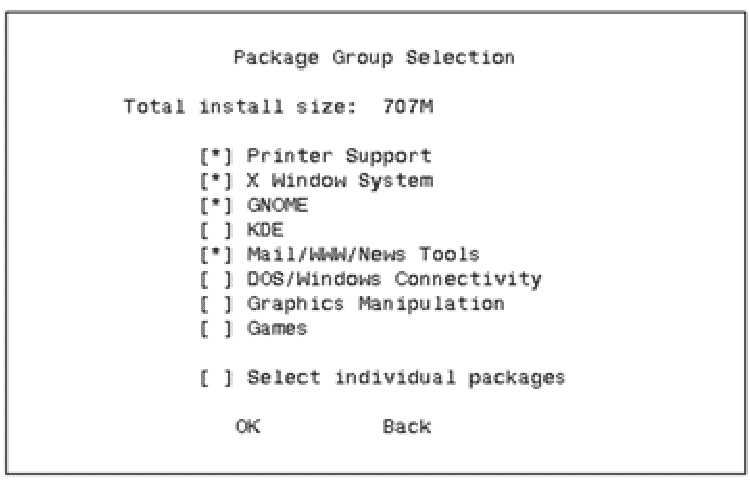 Package Group Selection
Total install size: 707M
[*] Printer Support
[*] X Window System
[*] GNOME
[ ] KDE
[*] Mail/WWW/News Tools
[ ] DOS/Windows Connectivity
[ ] Graphics Manipulation
[ ] Games
[ ] Select individual packages
OK Back